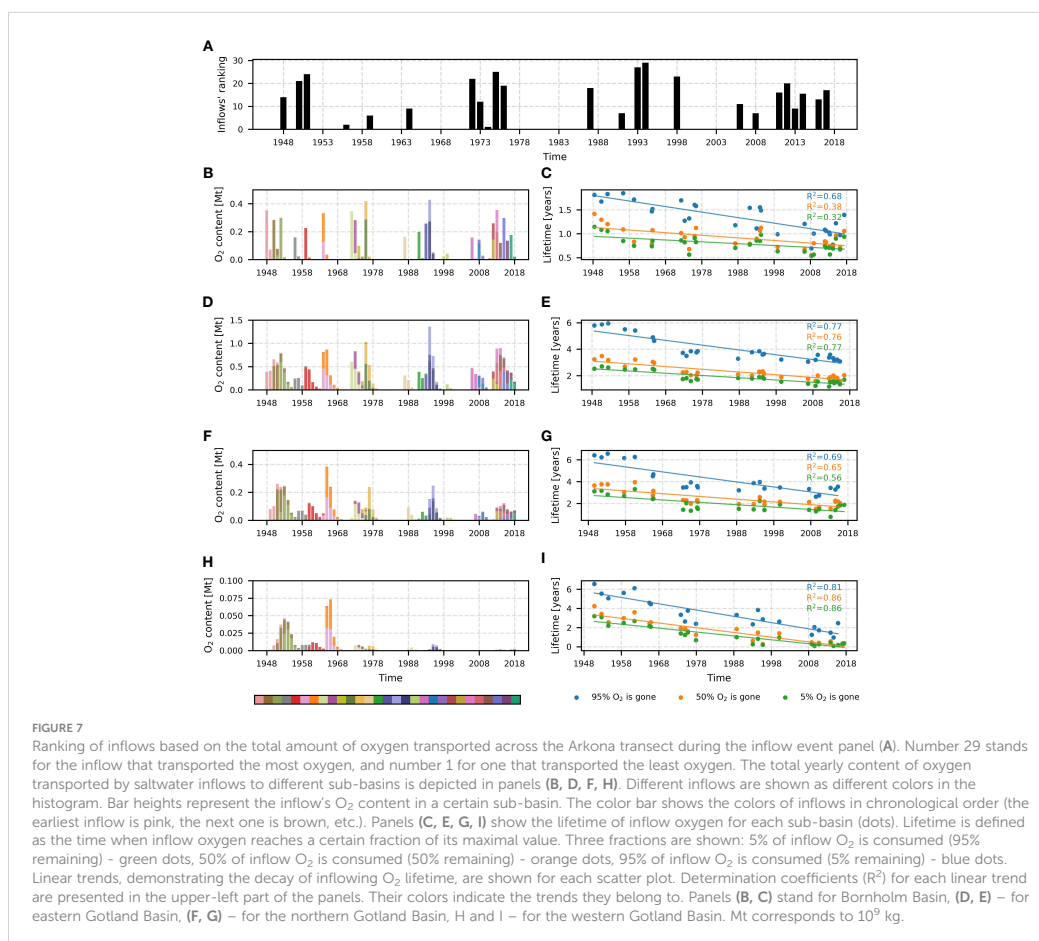 A
Inflows' ranking
30
20
10
0
1948 1953 1958 1963 1968 1973 1978 1983 1988 1993 1998 2003 2008 2013 2018
Time
B
O₂ content [Mt]
0.4
0.2
0.0
1948 1958 1968 1978 1988 1998 2008 2018
C
Lifetime [years]
1.5
1.0
0.5
R²=0.68
R²=0.38
R²=0.32
1948 1958 1968 1978 1988 1998 2008 2018
D
O₂ content [Mt]
1.5
1.0
0.5
0.0
1948 1958 1968 1978 1988 1998 2008 2018
E
Lifetime [years]
6
4
2
R²=0.77
R²=0.76
R²=0.77
1948 1958 1968 1978 1988 1998 2008 2018
F
O₂ content [Mt]
0.4
0.2
0.0
1948 1958 1968 1978 1988 1998 2008 2018
G
Lifetime [years]
6
4
2
R²=0.69
R²=0.65
R²=0.56
1948 1958 1968 1978 1988 1998 2008 2018
H
O₂ content [Mt]
0.100
0.075
0.050
0.025
0.000
1948 1958 1968 1978 1988 1998 2008 2018
Time
I
Lifetime [years]
6
4
2
0
R²=0.81
R²=0.86
R²=0.86
1948 1958 1968 1978 1988 1998 2008 2018
Time
95% O₂ is gone 50% O₂ is gone 5% O₂ is gone
FIGURE 7
Ranking of inflows based on the total amount of oxygen transported across the Arkona transect during the inflow event panel (A). Number 29 stands
for the inflow that transported the most oxygen, and number 1 for one that transported the least oxygen. The total yearly content of oxygen
transported by saltwater inflows to different sub-basins is depicted in panels (B, D, F, H). Different inflows are shown as different colors in the
histogram. Bar heights represent the inflow's O₂ content in a certain sub-basin. The color bar shows the colors of inflows in chronological order (the
earliest inflow is pink, the next one is brown, etc.). Panels (C, E, G, I) show the lifetime of inflow oxygen for each sub-basin (dots). Lifetime is defined
as the time when inflow oxygen reaches a certain fraction of its maximal value. Three fractions are shown: 5% of inflow O₂ is consumed (95%
remaining) - green dots, 50% of inflow O₂ is consumed (50% remaining) - orange dots, 95% of inflow O₂ is consumed (5% remaining) - blue dots.
Linear trends, demonstrating the decay of inflowing O₂ lifetime, are shown for each scatter plot. Determination coefficients (R²) for each linear trend
are presented in the upper-left part of the panels. Their colors indicate the trends they belong to. Panels (B, C) stand for Bornholm Basin, (D, E) – for
eastern Gotland Basin, (F, G) – for the northern Gotland Basin, H and I – for the western Gotland Basin. Mt corresponds to 10⁹ kg.